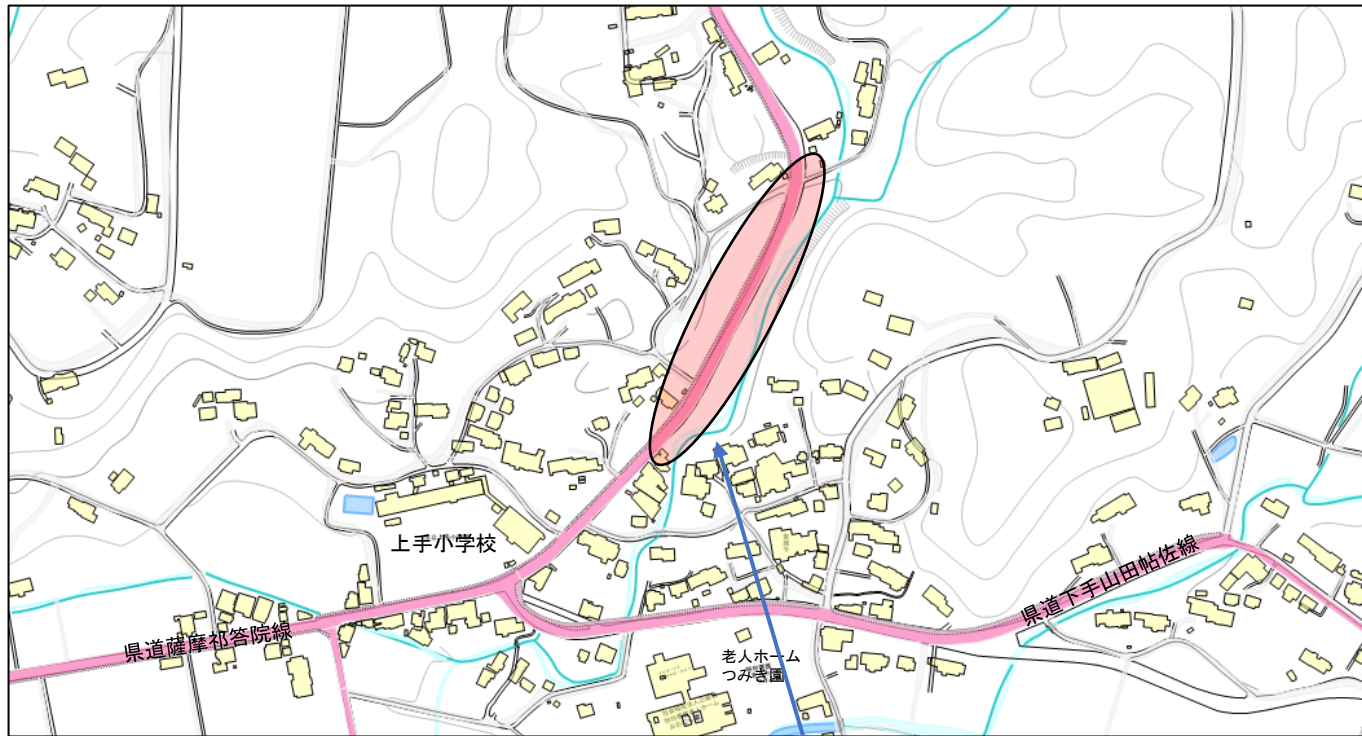 上手小学校
県道薩摩祁答院線
県道下手山田帖佐線
老人ホーム
つみき園